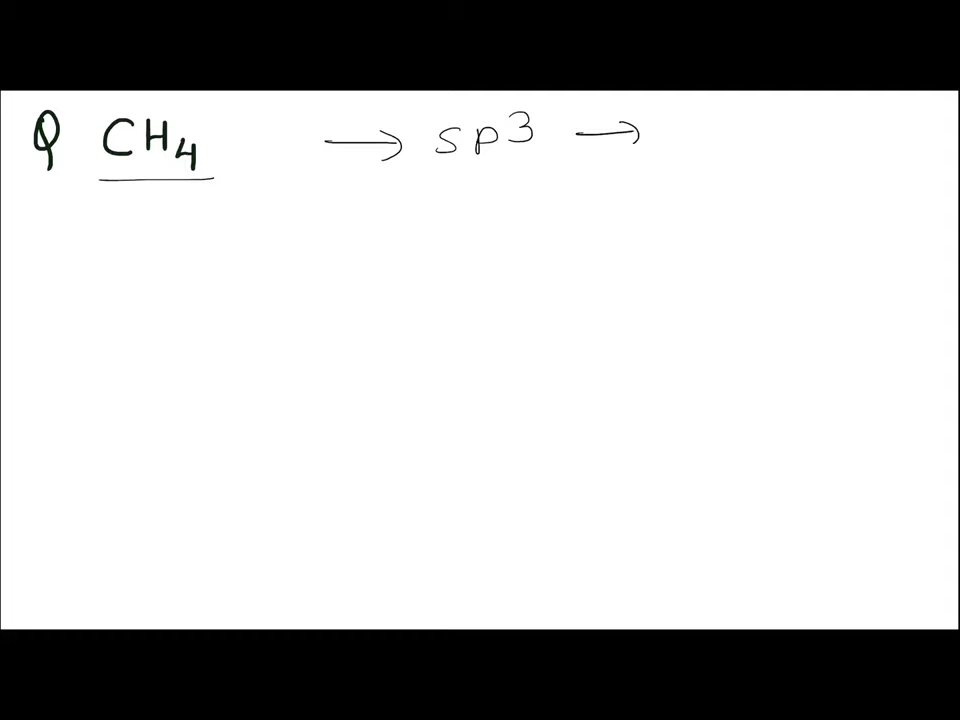 Q CH4 → sp3 →